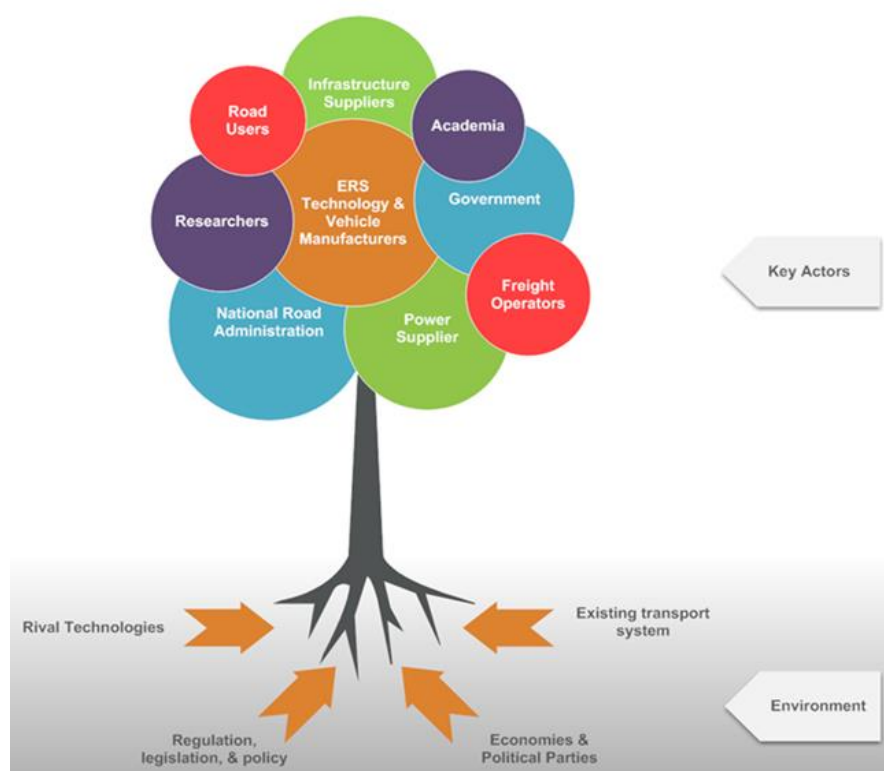 Infrastructure
Suppliers
Road
Users
Academia
ERS
Technology &
Vehicle
Manufacturers
Government
Researchers
Key Actors
Freight
Operators
National Road
Administration
Power
Supplier
Rival Technologies
Existing transport
system
Environment
Regulation,
legislation, & policy
Economies &
Political Parties